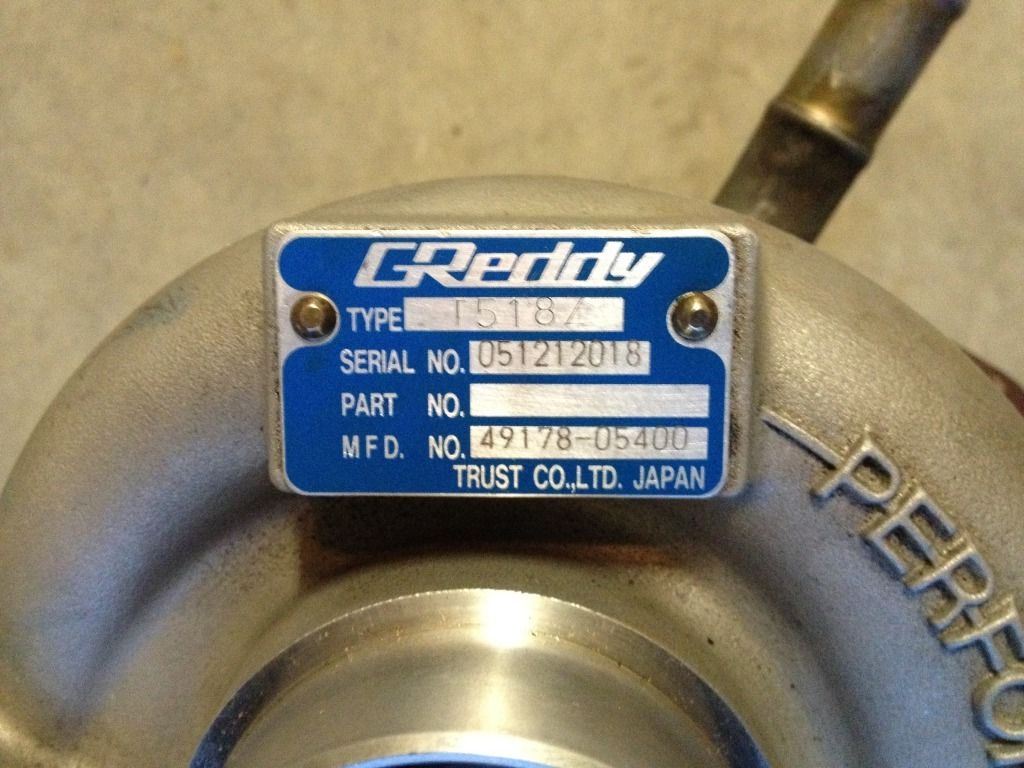 GReddy
TYPE T518Z
SERIAL NO. 051212018
PART NO.
MFD. NO. 49178-05400
TRUST CO.,LTD. JAPAN